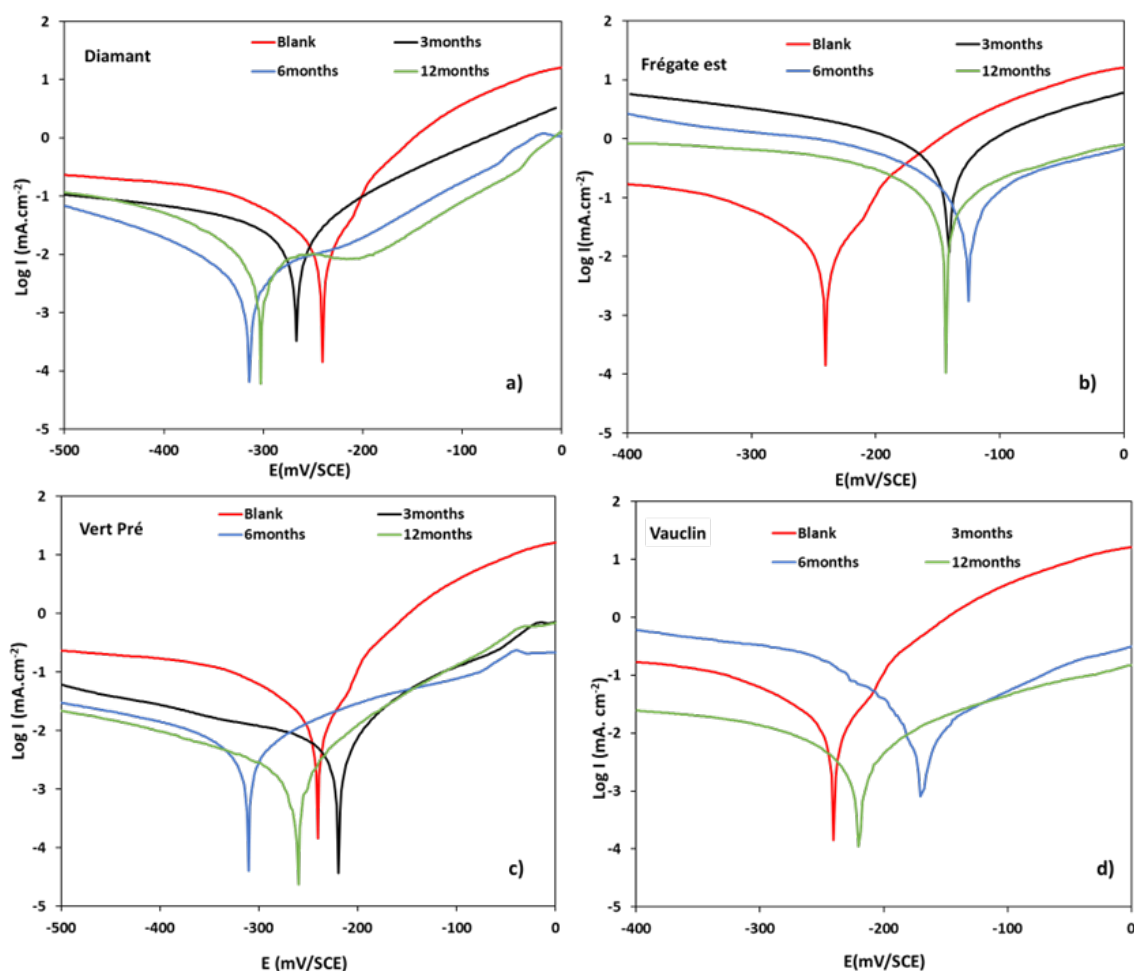 Diamant
Blank
3months
6months
12months
2
1
0
-1
-2
-3
-4
-5
Log I (mA.cm-2)
-500
-400
-300
-200
-100
0
E(mV/SCE)
a)
Frégate est
Blank
3months
6months
12months
2
1
0
-1
-2
-3
-4
-5
Log I(mA.cm-2)
-400
-300
-200
-100
0
E(mV/SCE)
b)
Vert Pré
Blank
3months
6months
12months
2
1
0
-1
-2
-3
-4
-5
Log I (mA.cm-2)
-500
-400
-300
-200
-100
0
E (mV/SCE)
c)
Vauclin
Blank
3months
6months
12months
2
1
0
-1
-2
-3
-4
-5
Log I (mA. cm-2)
-400
-300
-200
-100
0
E(mV/SCE)
d)